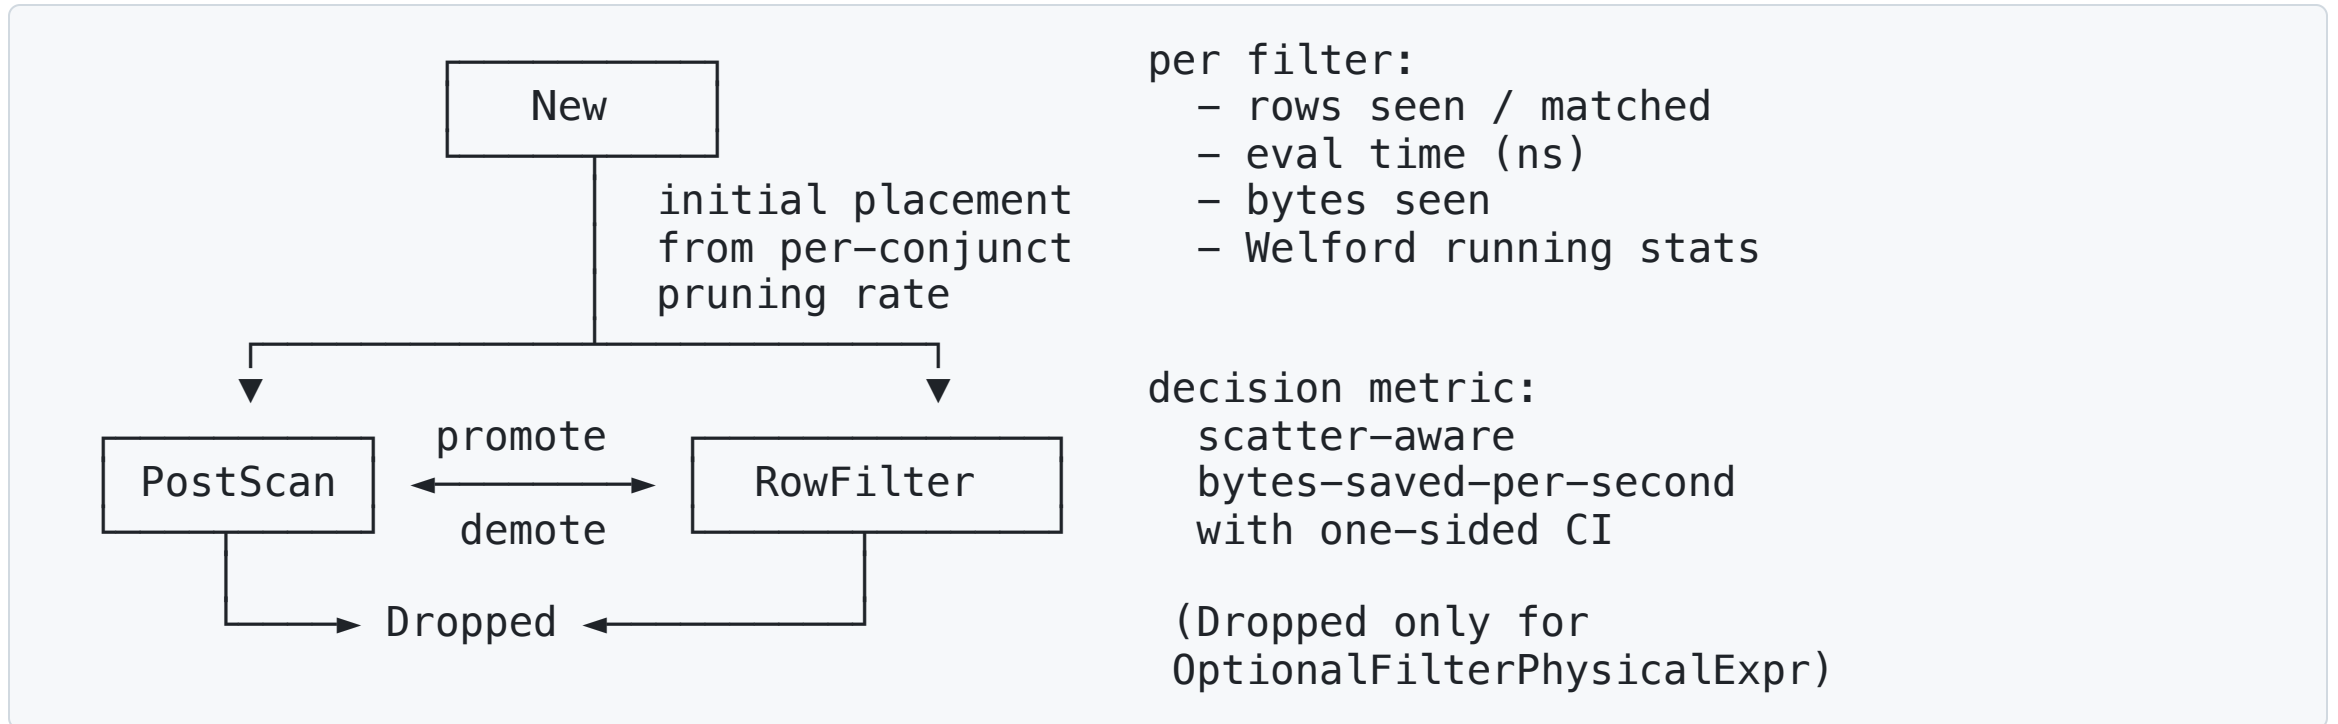 New
initial placement
from per-conjunct
pruning rate
PostScan
promote
demote
RowFilter
Dropped
per filter:
- rows seen / matched
- eval time (ns)
- bytes seen
- Welford running stats
decision metric:
scatter-aware
bytes-saved-per-second
with one-sided CI
(Dropped only for
OptionalFilterPhysicalExpr)